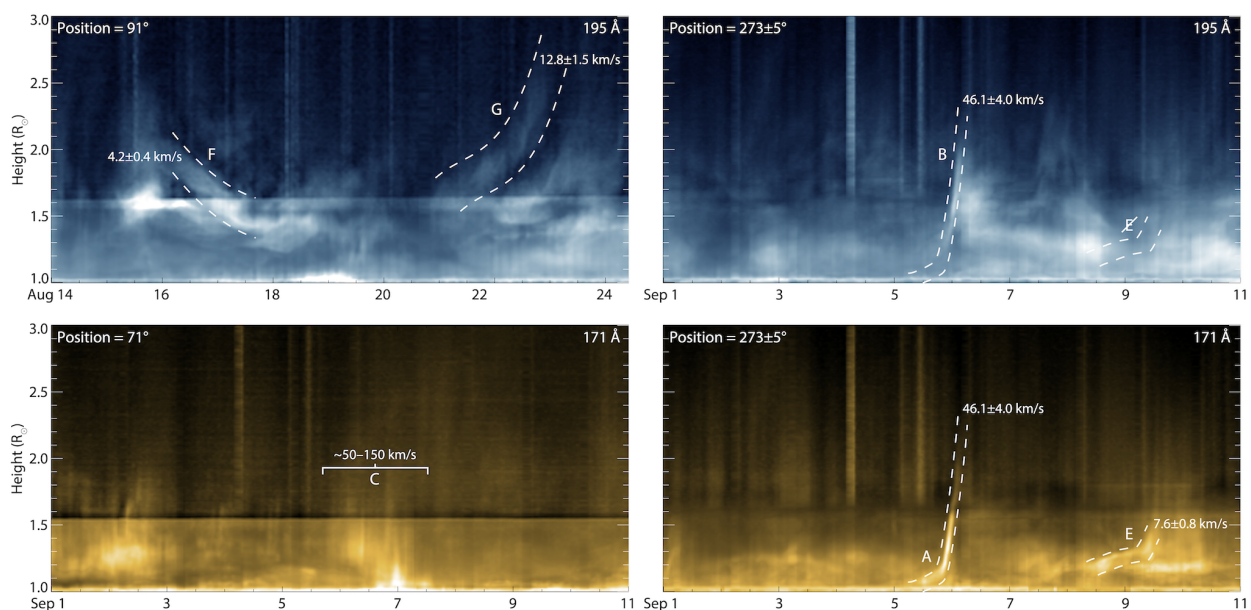 Position = 91°
195 Å
3.0
2.5
2.0
1.5
1.0
Height (R☉)
12.8±1.5 km/s
G
F
4.2±0.4 km/s
Aug 14
16
18
20
22
24
Position = 273±5°
195 Å
46.1±4.0 km/s
B
E
Sep 1
3
5
7
9
11
Position = 71°
171 Å
3.0
2.5
2.0
1.5
1.0
Height (R☉)
~50–150 km/s
C
Sep 1
3
5
7
9
11
Position = 273±5°
171 Å
46.1±4.0 km/s
7.6±0.8 km/s
E
A
Sep 1
3
5
7
9
11